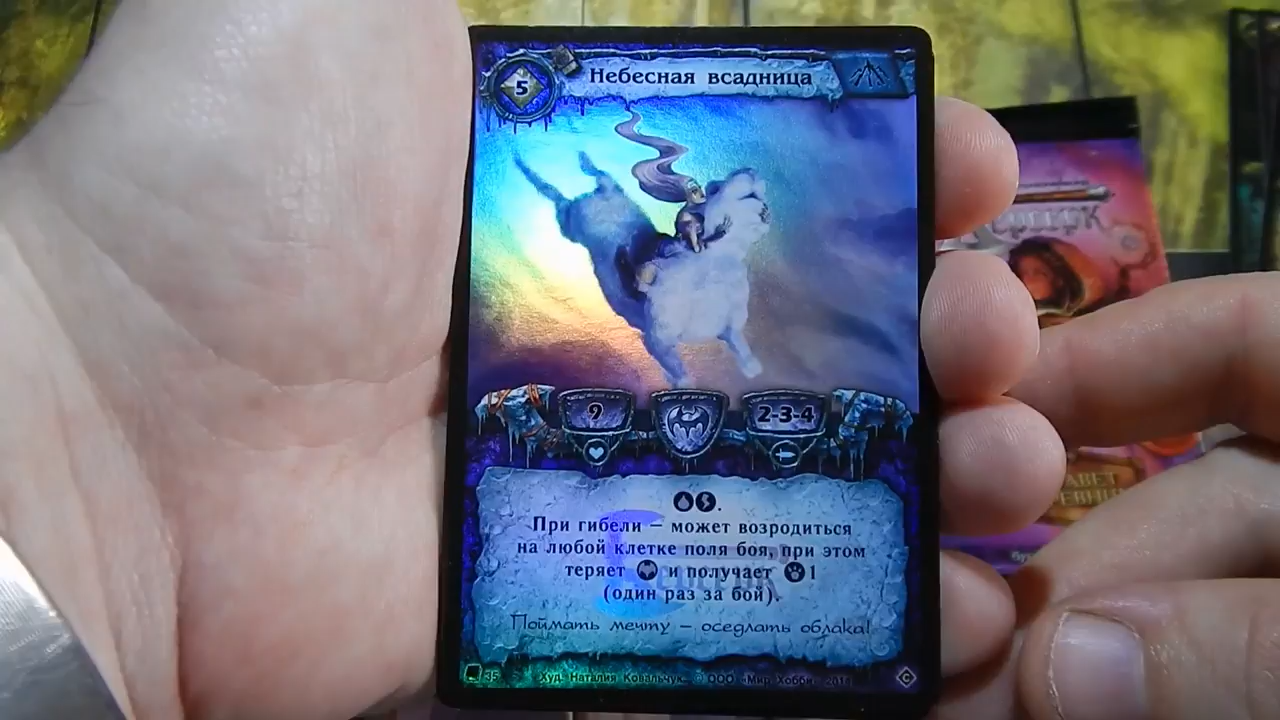 5
Небесная всадница
9
2-3-4
При гибели – может возродиться
на любой клетке поля боя, при этом
теряет и получает 1
(один раз за бой).
Поймать мечту – оседлать облака!
35 Худ. Наталия Ковальчук © ООО «Мир Хобби» 2014 C